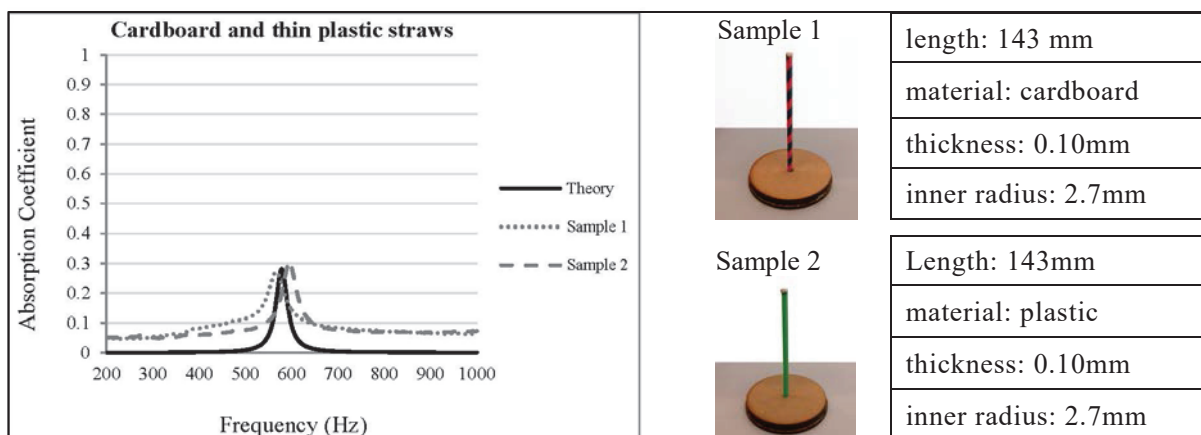 Cardboard and thin plastic straws
Absorption Coefficient
1
0.9
0.8
0.7
0.6
0.5
0.4
0.3
0.2
0.1
0
200 300 400 500 600 700 800 900 1000
Frequency (Hz)
Theory
Sample 1
Sample 2
Sample 1
length: 143 mm
material: cardboard
thickness: 0.10mm
inner radius: 2.7mm
Sample 2
Length: 143mm
material: plastic
thickness: 0.10mm
inner radius: 2.7mm